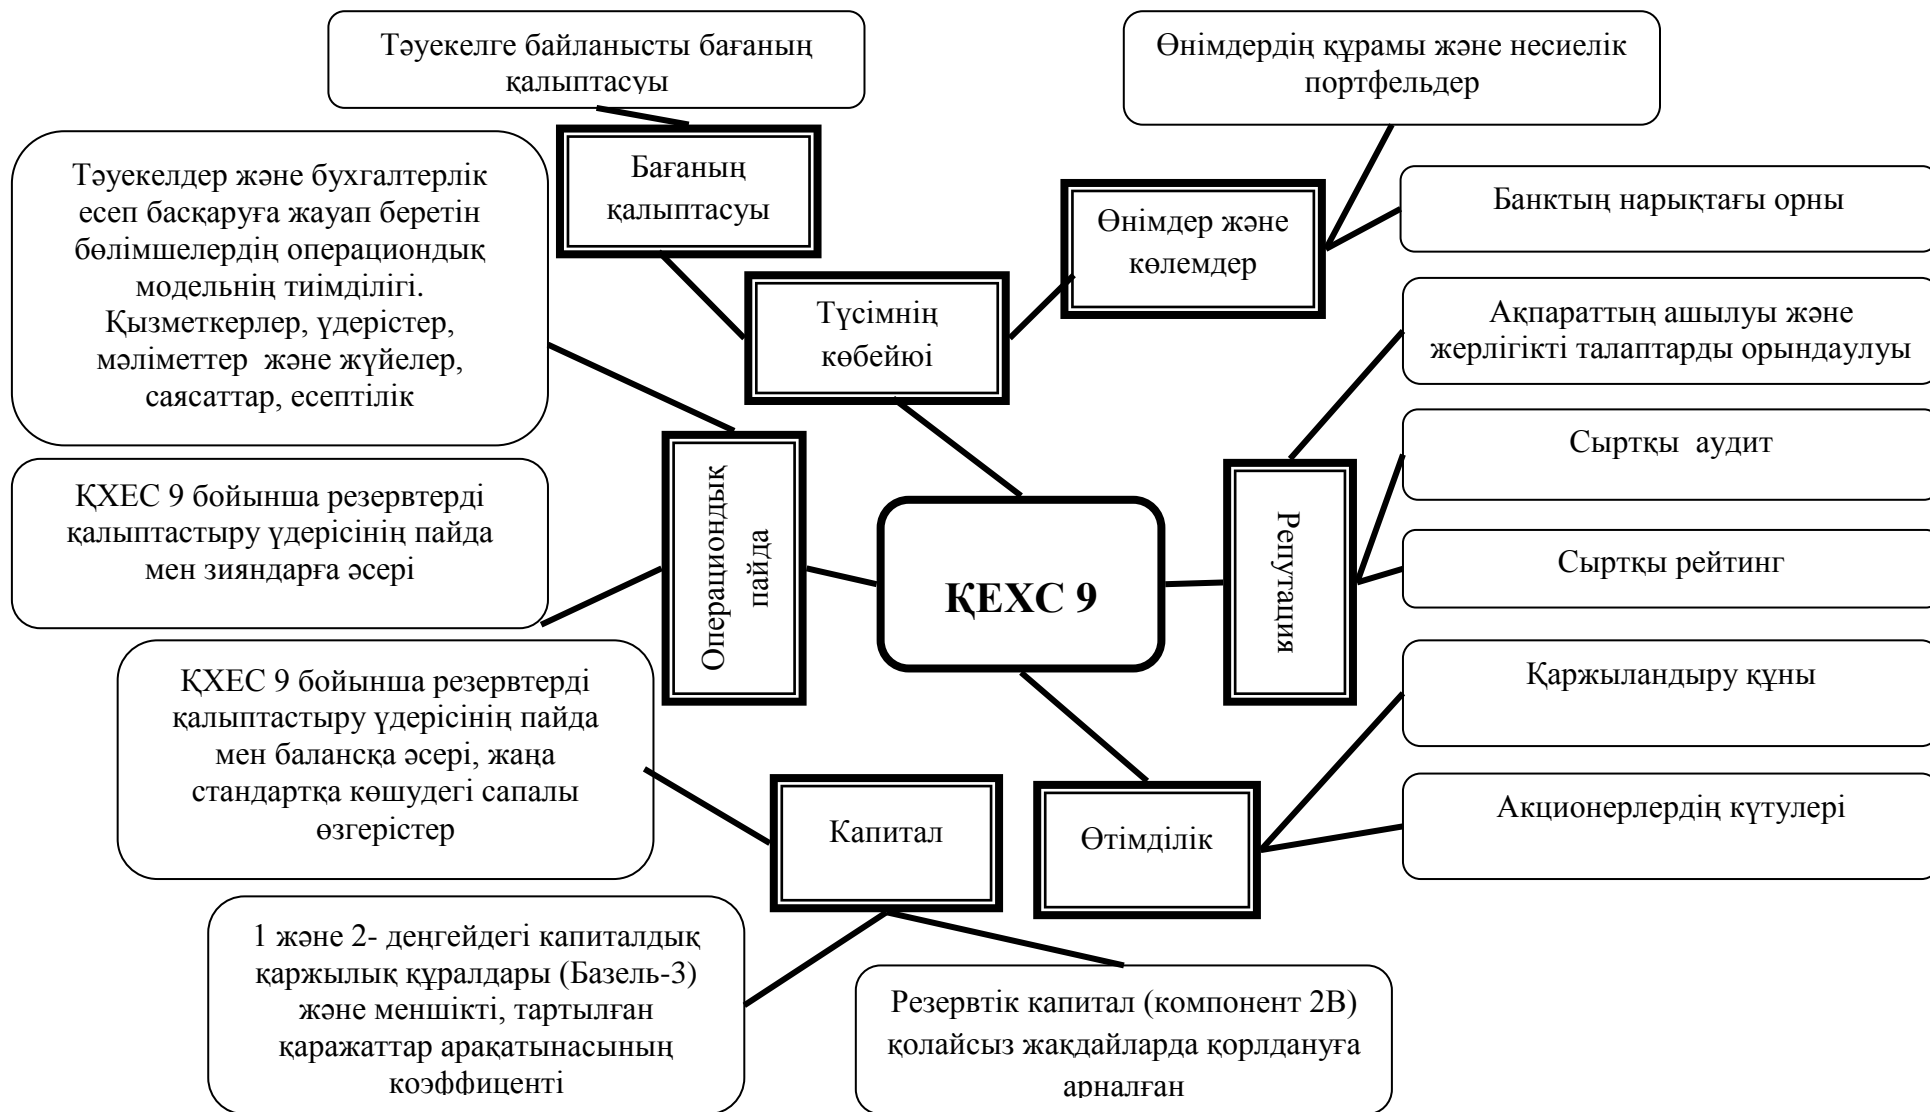 Тәуекелге байланысты бағаның
қалыптасуы
Өнімдердің құрамы және несиелік
портфельдер
Бағаның
қалыптасуы
Тәуекелдер және бухгалтерлік
есеп басқаруға жауап беретін
бөлімшелердің операциондық
модельнің тиімділігі.
Қызметкерлер, үдерістер,
мәліметтер  және жүйелер,
саясаттар, есептілік
Өнімдер және
көлемдер
Банктың нарықтағы орны
Түсімнің
көбейюі
Ақпараттың ашылуы және
жерлігікті талаптарды орындаулуы
Сыртқы  аудит
ҚХЕС 9 бойынша резервтерді
қалыптастыру үдерісінің пайда
мен зияндарға әсері
Операциондық
пайда
ҚЕХС 9
Репутация
Сыртқы рейтинг
ҚХЕС 9 бойынша резервтерді
қалыптастыру үдерісінің пайда
мен балансқа әсері, жаңа
стандартқа көшудегі сапалы
өзгерістер
Қаржыландыру құны
Капитал
Өтімділік
Акционерлердің күтулері
1 және 2- деңгейдегі капиталдық
қаржылық құралдары (Базель-3)
және меншікті, тартылған
қаражаттар арақатынасының
коэффиценті
Резервтік капитал (компонент 2В)
қолайсыз жақдайларда қорлдануға
арналған